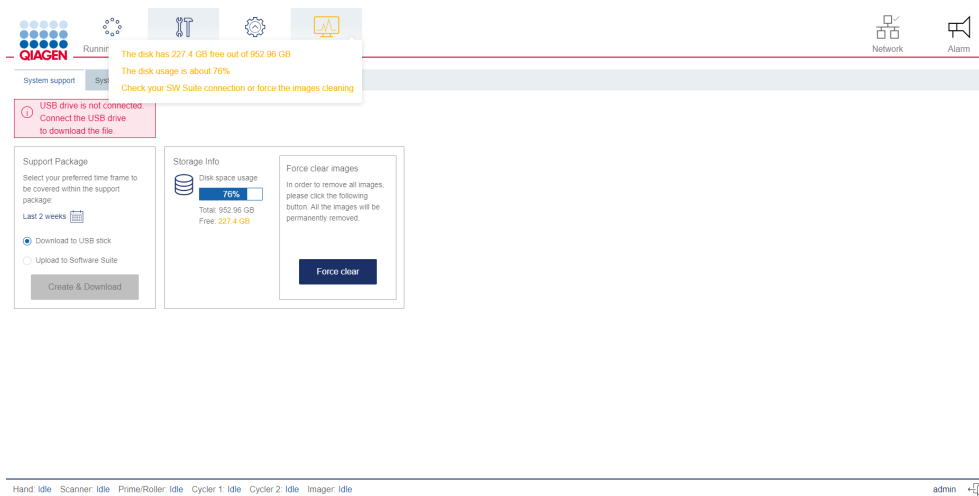 QIAGEN
Network
Alarm
The disk has 227.4 GB free out of 952.96 GB
The disk usage is about 76%
Check your SW Suite connection or force the images cleaning
System support
USB drive is not connected.
Connect the USB drive
to download the file.
Support Package
Select your preferred time frame to
be covered within the support
package:
Last 2 weeks
Download to USB stick
Upload to Software Suite
Create & Download
Storage Info
Disk space usage
76%
Total: 952.96 GB
Free: 227.4 GB
Force clear images
In order to remove all images,
please click the following
button. All the images will be
permanently removed.
Force clear
Hand: Idle Scanner: Idle Prime/Roller: Idle Cycler 1: Idle Cycler 2: Idle Imager: Idle
admin